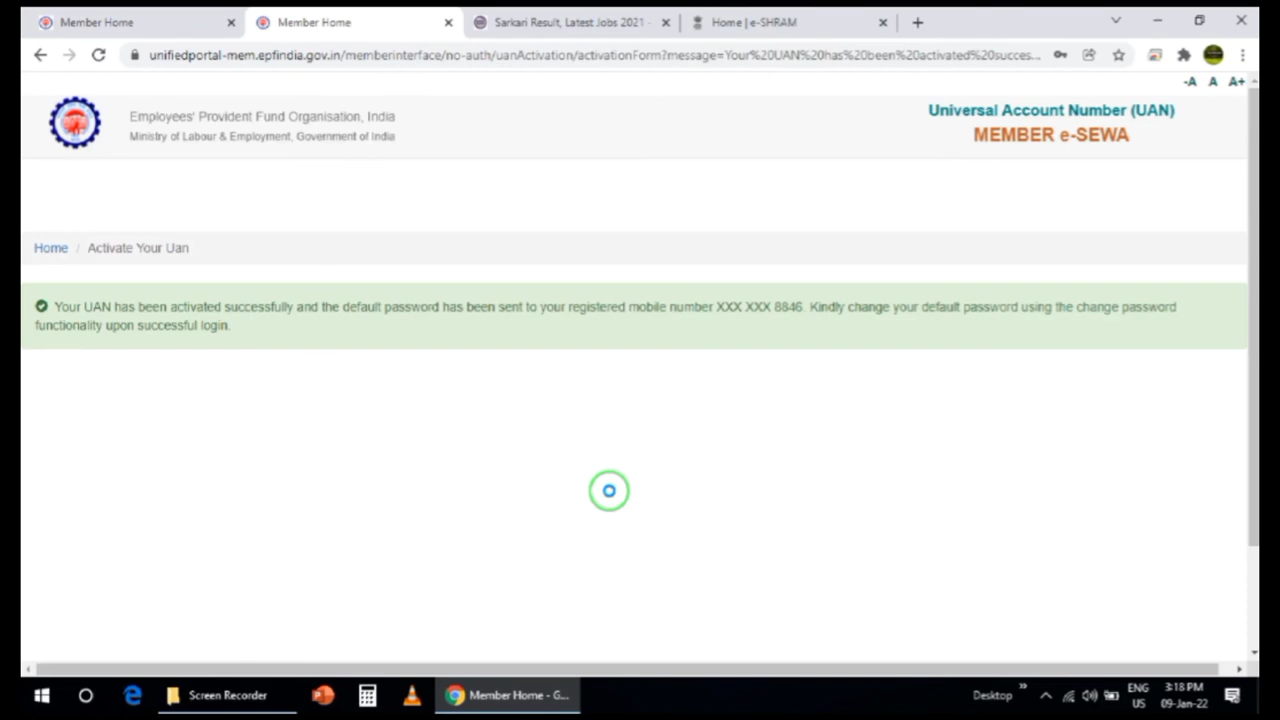 Member Home
Member Home
Sarkari Result, Latest Jobs 2021 -
Home | e-SHRAM
unifiedportal-mem.epfindia.gov.in/memberinterface/no-auth/uanActivation/activationForm?message=Your%20UAN%20has%20been%20activated%20succes...
-A A A+
Employees' Provident Fund Organisation, India
Ministry of Labour & Employment, Government of India
Universal Account Number (UAN)
MEMBER e-SEWA
Home / Activate Your Uan
Your UAN has been activated successfully and the default password has been sent to your registered mobile number XXX XXX 8846. Kindly change your default password using the change password
functionality upon successful login.
Screen Recorder
Member Home - G...
Desktop
ENG
US
3:18 PM
09-Jan-22